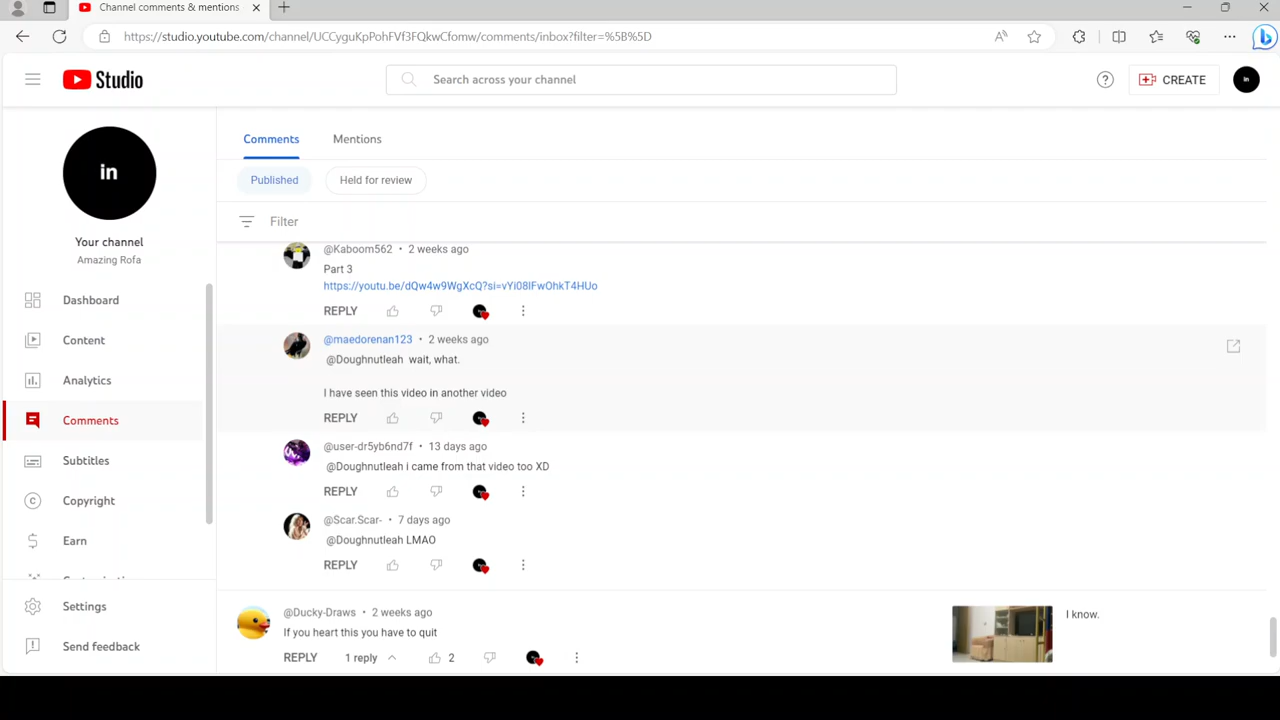 Channel comments & mentions
https://studio.youtube.com/channel/UCCyguKpPohFVf3FQkwCfomw/comments/inbox?filter=%5B%5D
Studio
Search across your channel
CREATE
in
in
Your channel
Amazing Rofa
Dashboard
Content
Analytics
Comments
Subtitles
Copyright
Earn
Settings
Send feedback
Comments
Mentions
Published
Held for review
Filter
@Kaboom562 • 2 weeks ago
Part 3
https://youtu.be/dQw4w9WgXcQ?si=vYi08IFwOhkT4HUo
REPLY
@maedorenan123 • 2 weeks ago
@Doughnutleah wait, what.
I have seen this video in another video
REPLY
@user-dr5yb6nd7f • 13 days ago
@Doughnutleah i came from that video too XD
REPLY
@Scar.Scar- • 7 days ago
@Doughnutleah LMAO
REPLY
@Ducky-Draws • 2 weeks ago
If you heart this you have to quit
REPLY 1 reply 2
I know.